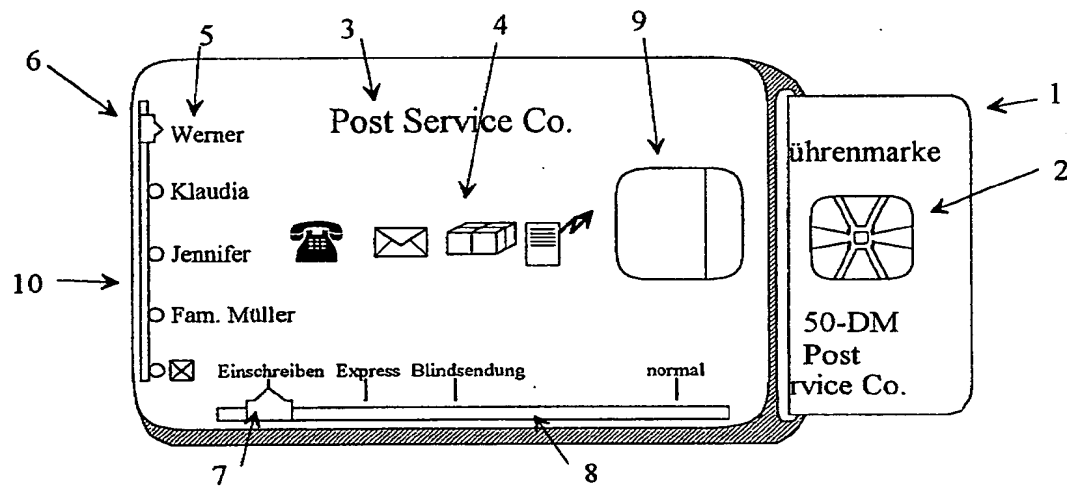 3
4
9
5
6
1
Post Service Co.
Werner
ührenmarke
2
Klaudia
Jennifer
10
Fam. Müller
50-DM
Post
rvice Co.
Einschreiben Express Blindsendung normal
7
8